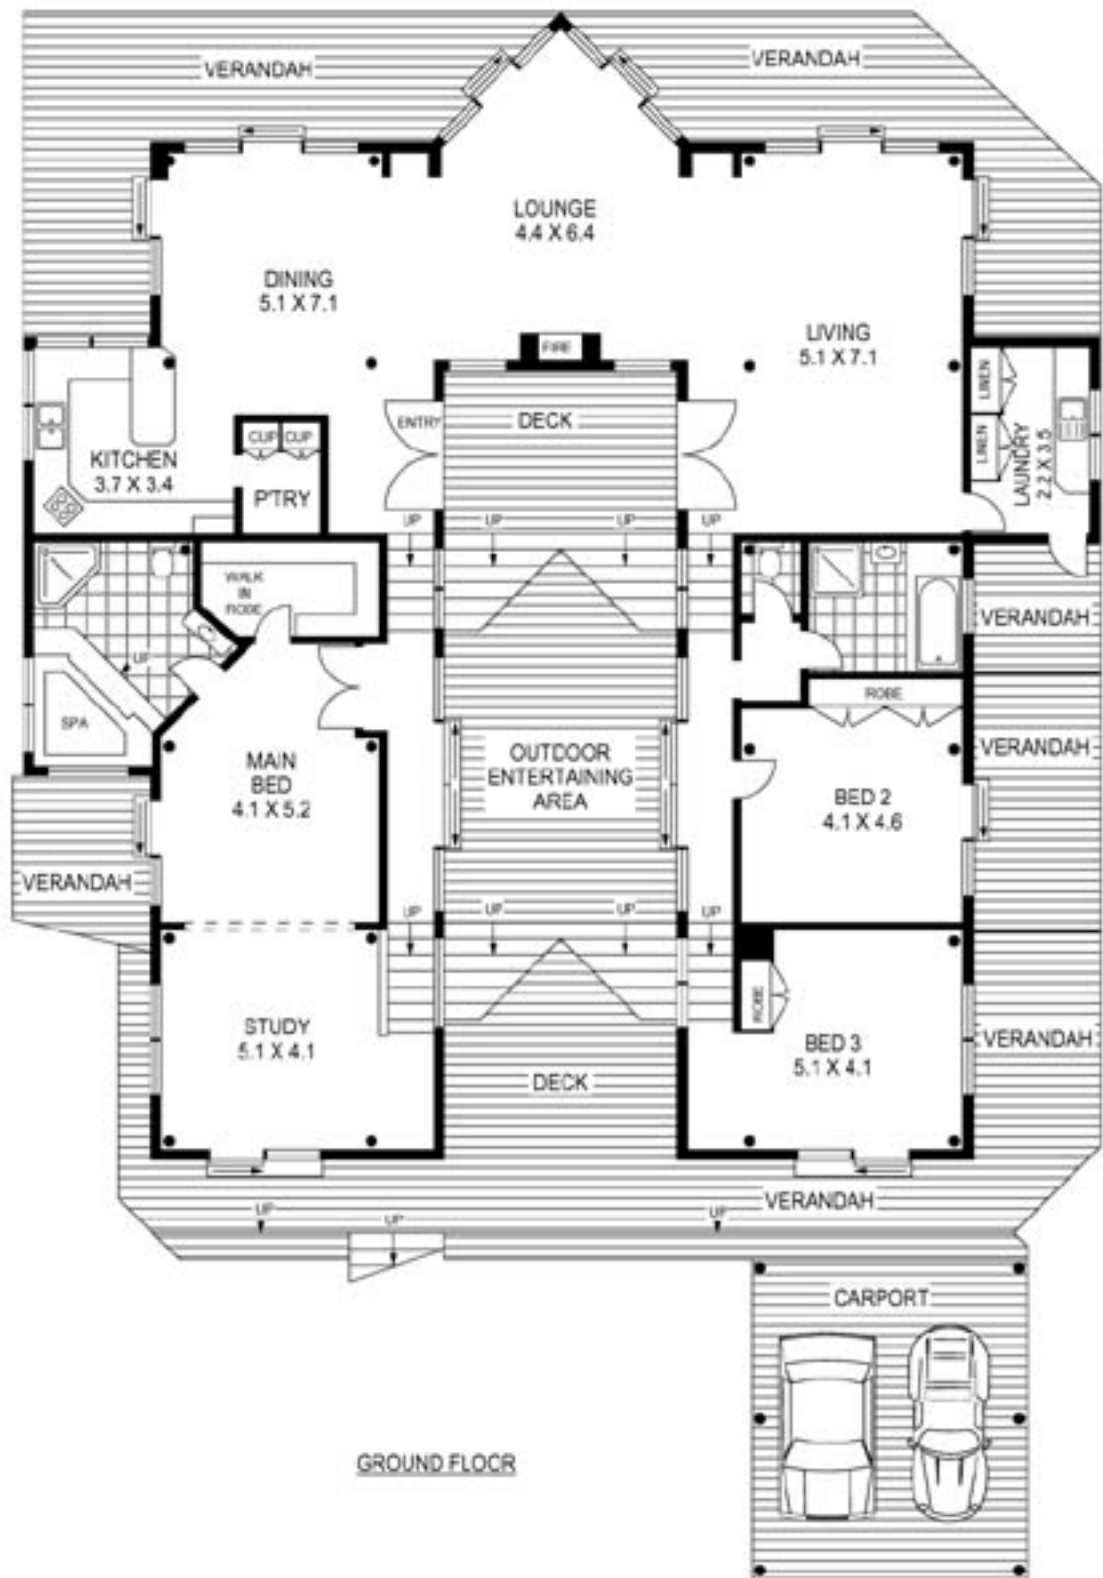 VERANDAH
VERANDAH
LOUNGE
4.4 X 6.4
DINING
5.1 X 7.1
LIVING
5.1 X 7.1
FIRE
LINEN
LINEN
LAUNDRY
2.2 X 3.5
ENTRY
DECK
CUP
CUP
KITCHEN
3.7 X 3.4
P'TRY
UP
UP
UP
UP
WALK
IN
ROBE
VERANDAH
UP
SPA
ROBE
MAIN
BED
4.1 X 5.2
OUTDOOR
ENTERTAINING
AREA
BED 2
4.1 X 4.6
VERANDAH
VERANDAH
UP
UP
UP
UP
STUDY
5.1 X 4.1
ROBE
BED 3
5.1 X 4.1
VERANDAH
DECK
VERANDAH
UP
UP
UP
CARPORT
GROUND FLOCR